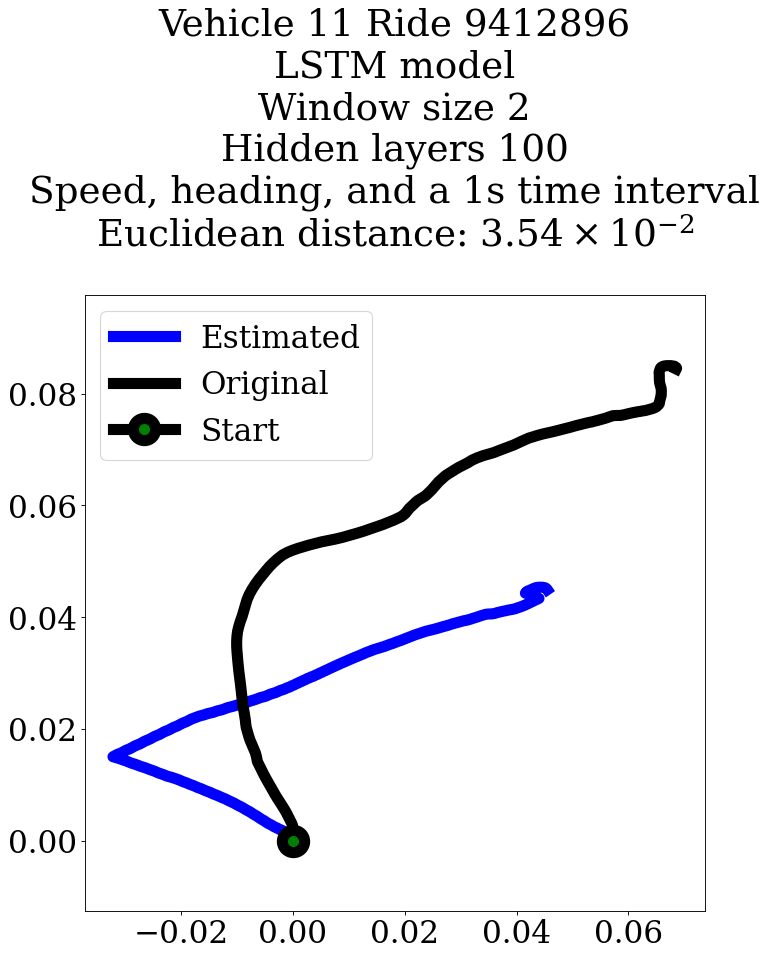 Vehicle 11 Ride 9412896
LSTM model
Window size 2
Hidden layers 100
Speed, heading, and a 1s time interval
Euclidean distance: 3.54 × 10⁻²
Estimated
Original
Start
0.08
0.06
0.04
0.02
0.00
−0.02 0.00 0.02 0.04 0.06